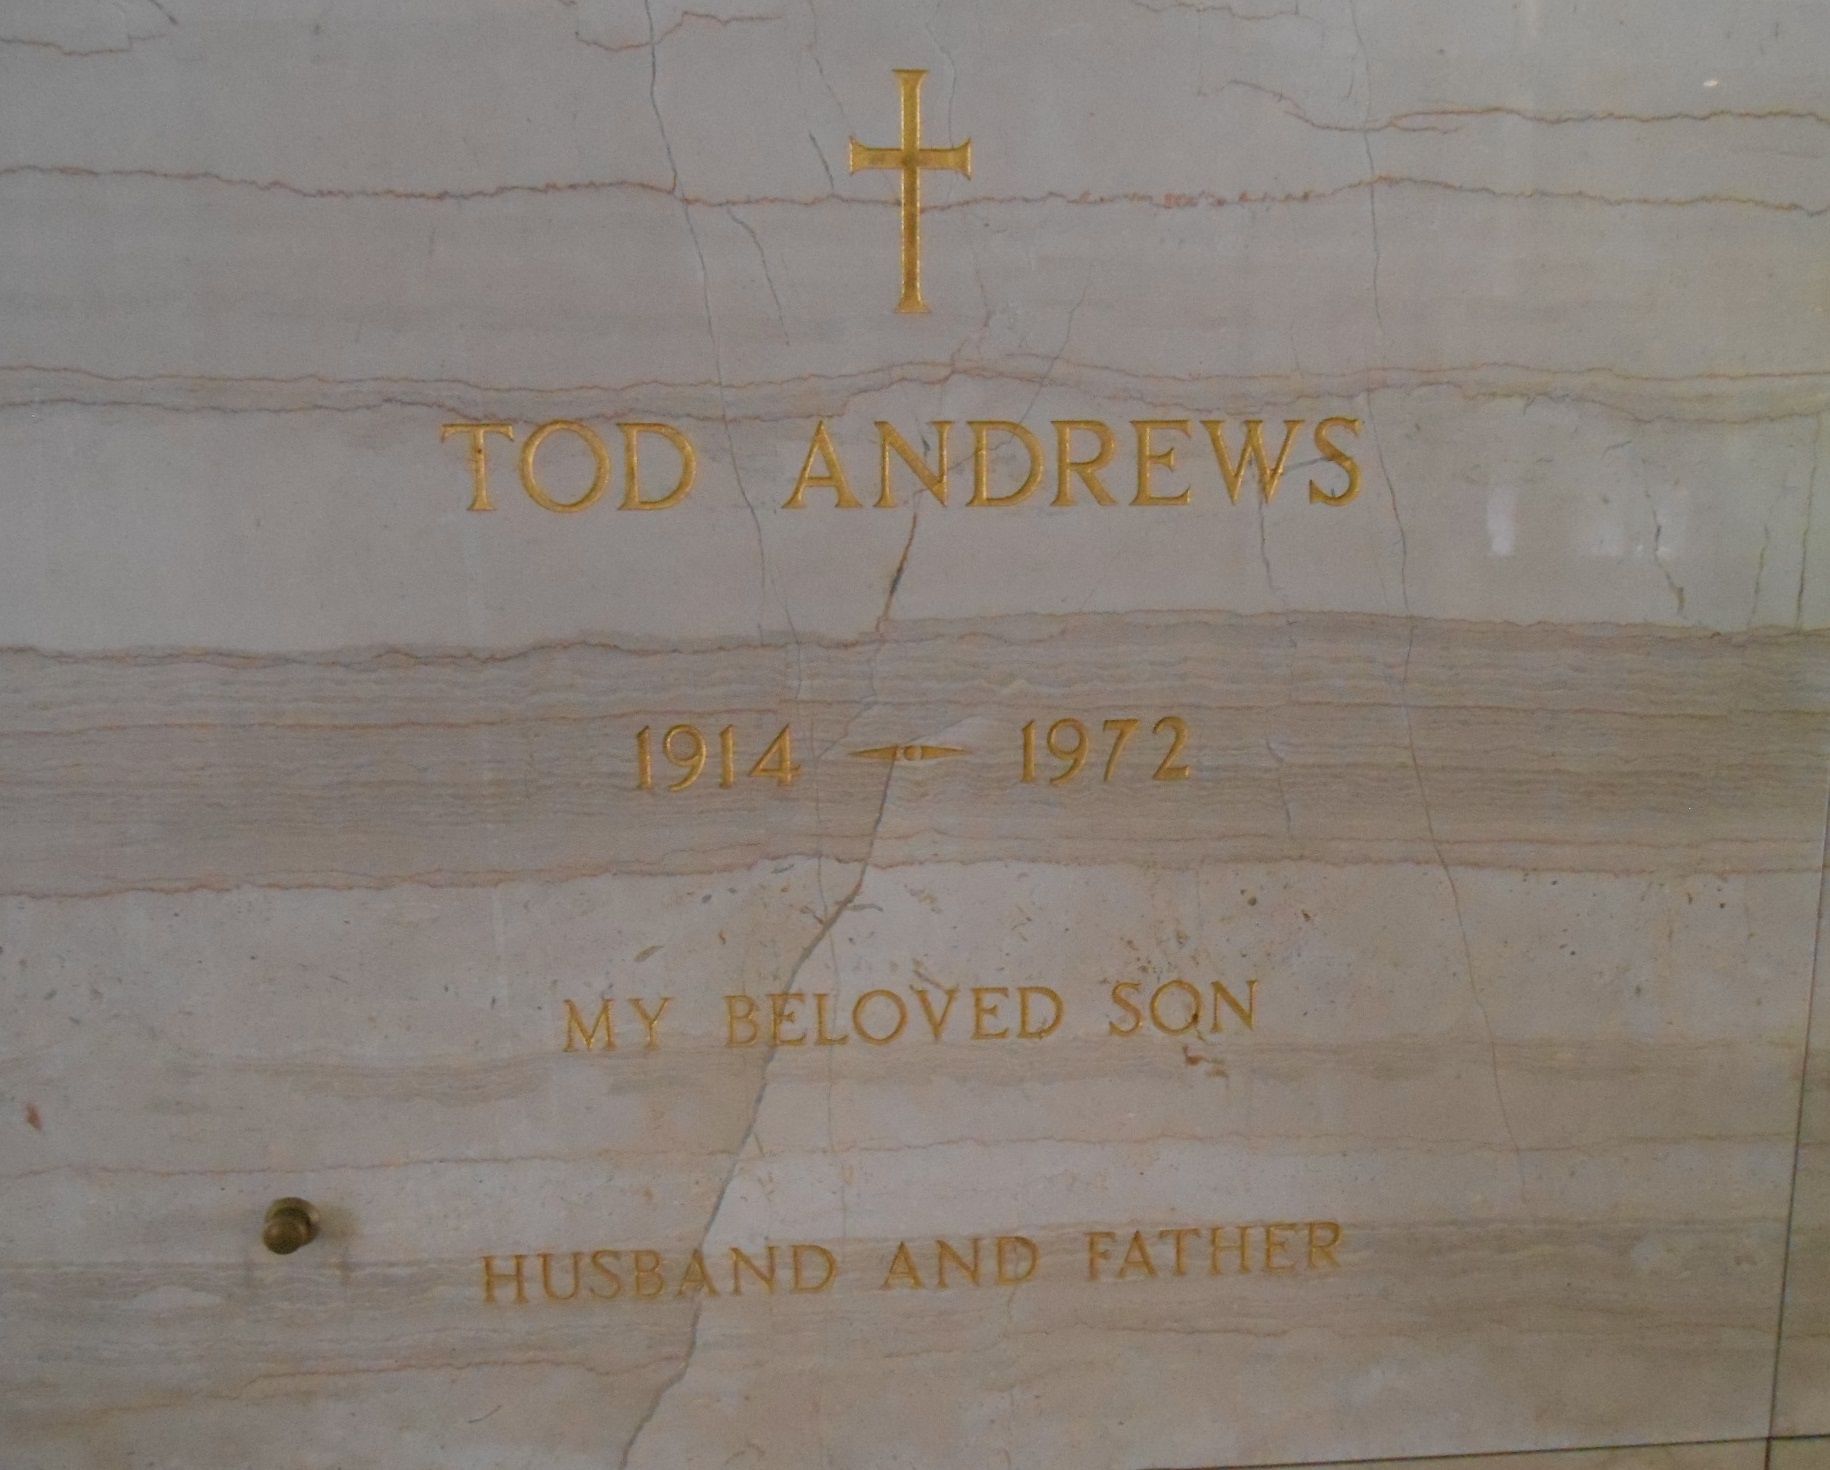 TOD ANDREWS
1914 - 1972
MY BELOVED SON
HUSBAND AND FATHER